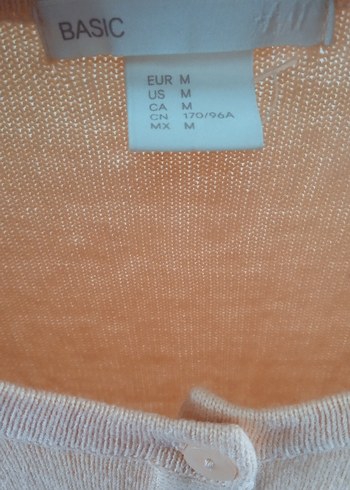 BASIC
EUR M
US M
CA M
CN 170/96A
MX M